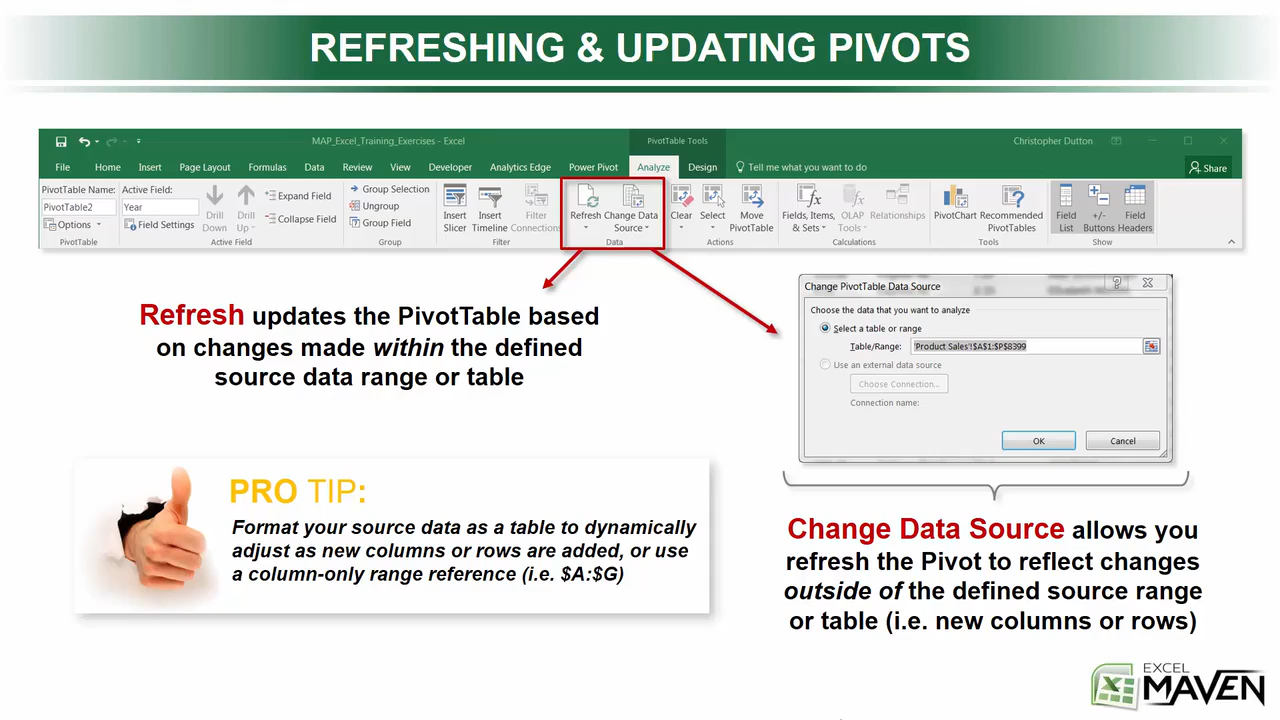 REFRESHING & UPDATING PIVOTS
MAP_Excel_Training_Exercises - Excel
PivotTable Tools
Christopher Dutton
File Home Insert Page Layout Formulas Data Review View Developer Analytics Edge Power Pivot Analyze Design Tell me what you want to do Share
PivotTable Name:
PivotTable2
Options
PivotTable
Active Field:
Year
Field Settings
Drill
Down
Drill
Up
Expand Field
Collapse Field
Active Field
Group Selection
Ungroup
Group Field
Group
Insert
Slicer
Insert
Timeline
Filter
Connections
Filter
Refresh
Change Data
Source
Data
Clear
Select
Move
PivotTable
Actions
Fields, Items,
& Sets
OLAP
Tools
Relationships
Calculations
PivotChart
Recommended
PivotTables
Tools
Field
List
+/-
Buttons
Field
Headers
Show
Refresh updates the PivotTable based
on changes made within the defined
source data range or table
Change PivotTable Data Source
Choose the data that you want to analyze
Select a table or range
Table/Range: 'Product Sales'!$A$1:$P$8399
Use an external data source
Choose Connection...
Connection name:
OK Cancel
PRO TIP:
Format your source data as a table to dynamically
adjust as new columns or rows are added, or use
a column-only range reference (i.e. $A:$G)
Change Data Source allows you
refresh the Pivot to reflect changes
outside of the defined source range
or table (i.e. new columns or rows)
EXCEL
MAVEN